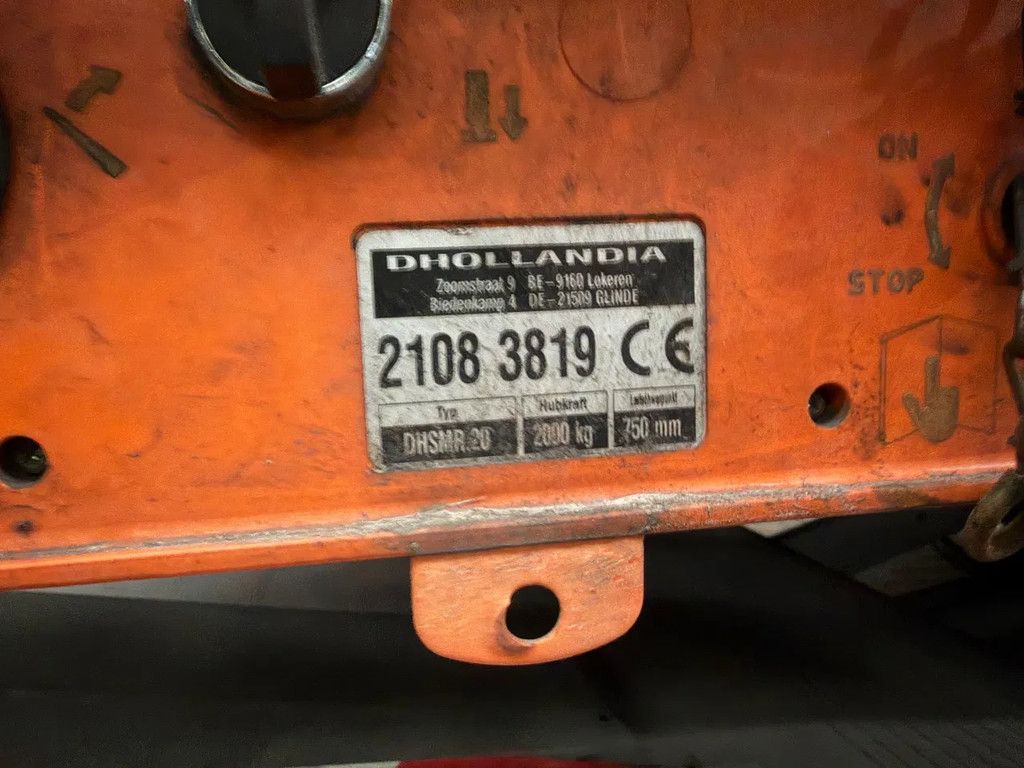 ON
STOP
DHOLLANDIA
Zoomstraat 9 BE-9160 Lokeren
Biedenkamp 4 DE-21509 GLINDE
2108 3819 CE
Typ Hubkraft
DHSMR.20 2000 kg 750 mm